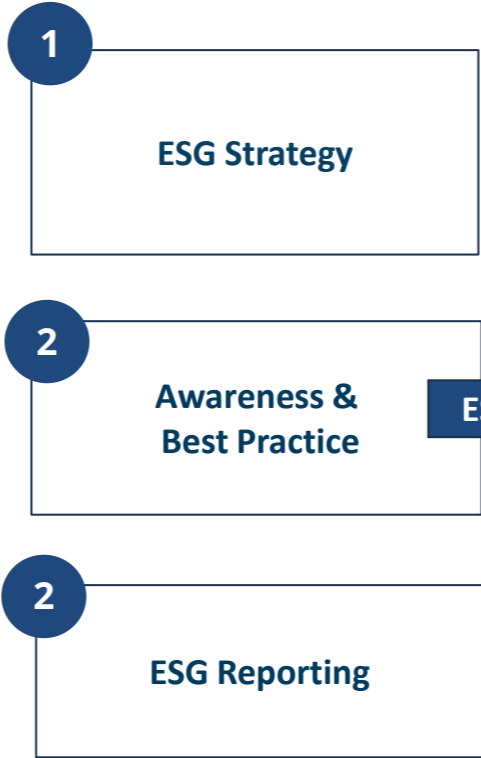 1
ESG Strategy
2
Awareness &
Best Practice
2
ESG Reporting